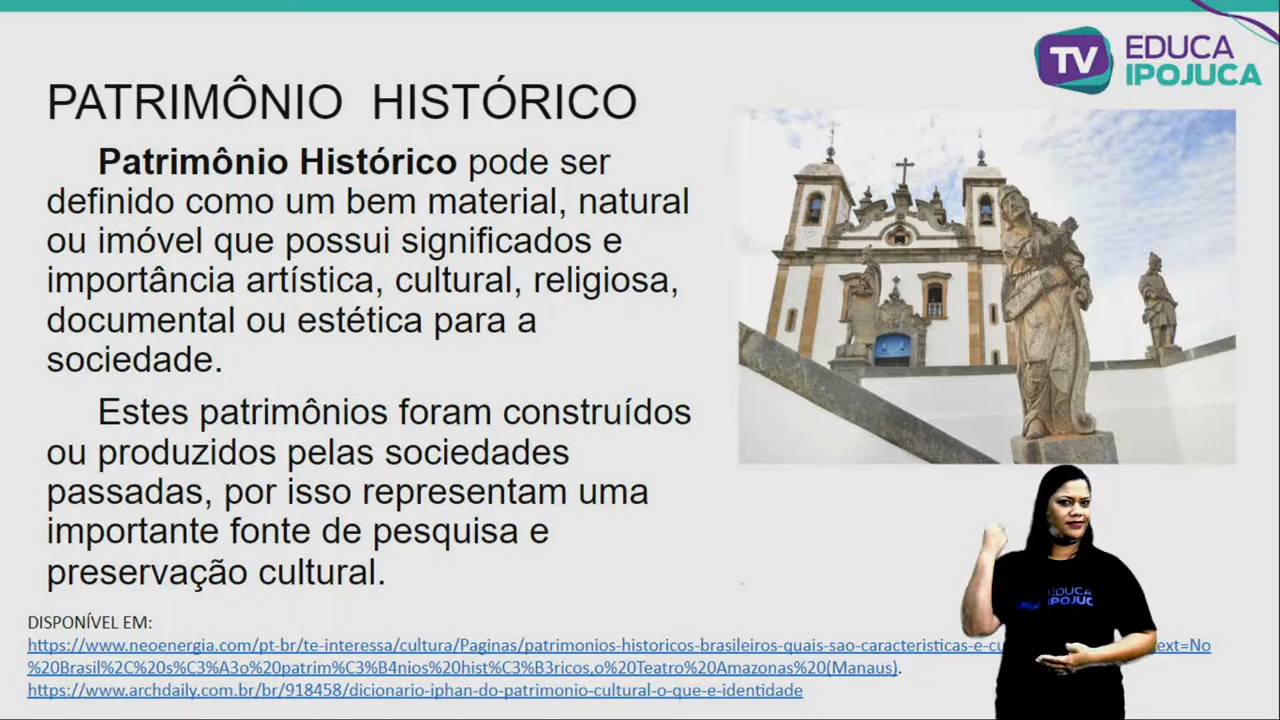 TV EDUCA
IPOJUCA
PATRIMÔNIO HISTÓRICO
Patrimônio Histórico pode ser
definido como um bem material, natural
ou imóvel que possui significados e
importância artística, cultural, religiosa,
documental ou estética para a
sociedade.
Estes patrimônios foram construídos
ou produzidos pelas sociedades
passadas, por isso representam uma
importante fonte de pesquisa e
preservação cultural.
EDUCA
IPOJUC
DISPONÍVEL EM:
https://www.neoenergia.com/pt-br/te-interessa/cultura/Paginas/patrimonios-historicos-brasileiros-quais-sao-caracteristicas-e-cu ext=No
%20Brasil%2C%20s%C3%A3o%20patrim%C3%B4nios%20hist%C3%B3ricos,o%20Teatro%20Amazonas%20(Manaus).
https://www.archdaily.com.br/br/918458/dicionario-iphan-do-patrimonio-cultural-o-que-e-identidade